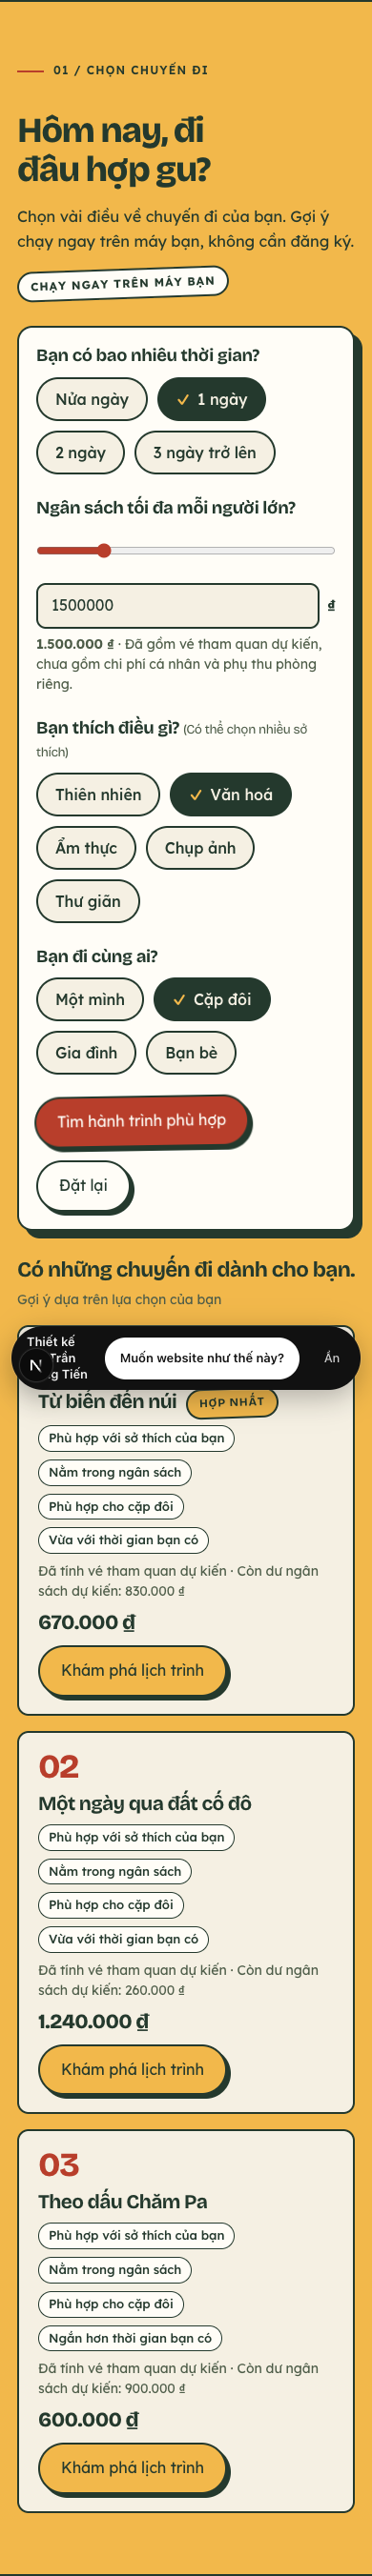 01 / CHỌN CHUYẾN ĐI
Hôm nay, đi
đâu hợp gu?
Chọn vài điều về chuyến đi của bạn. Gợi ý
chạy ngay trên máy bạn, không cần đăng ký.
CHẠY NGAY TRÊN MÁY BẠN
Bạn có bao nhiêu thời gian?
Nửa ngày
✓ 1 ngày
2 ngày
3 ngày trở lên
Ngân sách tối đa mỗi người lớn?
1500000
₫
1.500.000 ₫ · Đã gồm vé tham quan dự kiến,
chưa gồm chi phí cá nhân và phụ thu phòng
riêng.
Bạn thích điều gì? (Có thể chọn nhiều sở
thích)
Thiên nhiên
✓ Văn hoá
Ẩm thực
Chụp ảnh
Thư giãn
Bạn đi cùng ai?
Một mình
✓ Cặp đôi
Gia đình
Bạn bè
Tìm hành trình phù hợp
Đặt lại
Có những chuyến đi dành cho bạn.
Gợi ý dựa trên lựa chọn của bạn
Thiết kế
Trần
Tiến
N
Muốn website như thế này?
Ẩn
Từ biển đến núi
HỢP NHẤT
Phù hợp với sở thích của bạn
Nằm trong ngân sách
Phù hợp cho cặp đôi
Vừa với thời gian bạn có
Đã tính vé tham quan dự kiến · Còn dư ngân
sách dự kiến: 830.000 ₫
670.000 ₫
Khám phá lịch trình
02
Một ngày qua đất cố đô
Phù hợp với sở thích của bạn
Nằm trong ngân sách
Phù hợp cho cặp đôi
Vừa với thời gian bạn có
Đã tính vé tham quan dự kiến · Còn dư ngân
sách dự kiến: 260.000 ₫
1.240.000 ₫
Khám phá lịch trình
03
Theo dấu Chăm Pa
Phù hợp với sở thích của bạn
Nằm trong ngân sách
Phù hợp cho cặp đôi
Ngắn hơn thời gian bạn có
Đã tính vé tham quan dự kiến · Còn dư ngân
sách dự kiến: 900.000 ₫
600.000 ₫
Khám phá lịch trình